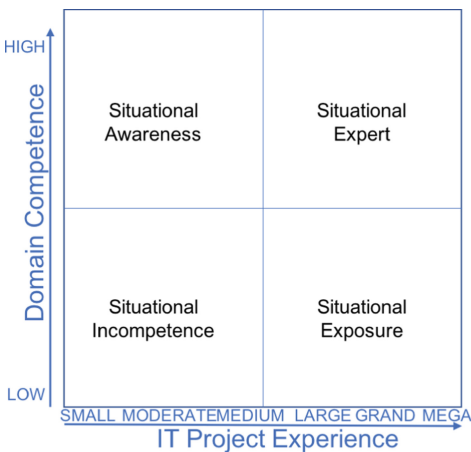 HIGH
Situational
Awareness
Situational
Expert
Domain Competence
Situational
Incompetence
Situational
Exposure
LOW
SMALL MODERATEMEDIUM LARGE GRAND MEGA
IT Project Experience